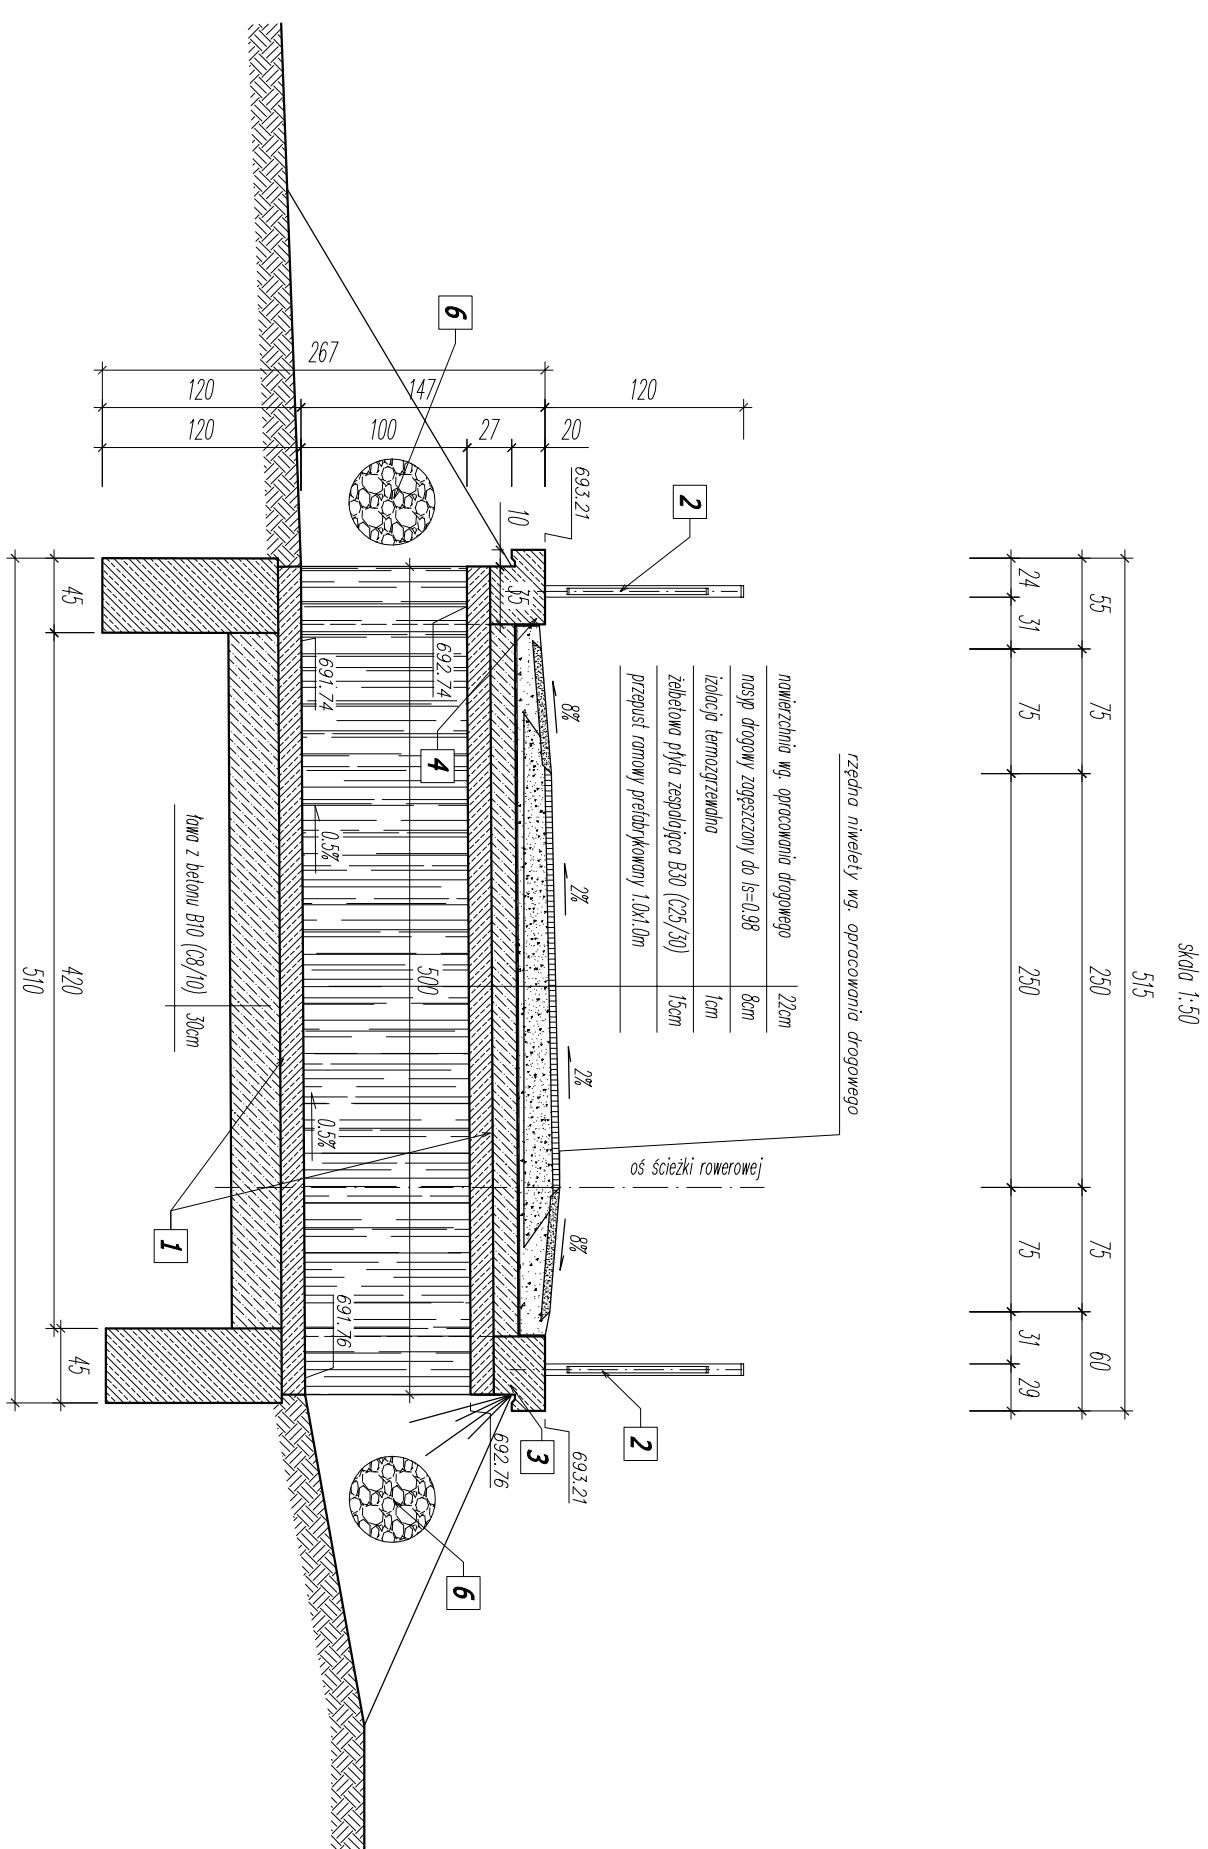 skala 1:50
515
55 75 250 75 60
24 31 75 250 75 31 29
rzędna niwelety wg. opracowania drogowego
nawierzchnia wg. opracowania drogowego 22cm
nasyp drogowy zagęszczony do Is=0.98 8cm
izolacja termozgrzewalna 1cm
żelbetowa płyta zespalająca B30 (C25/30) 15cm
przepust ramowy prefabrykowany 1.0x1.0m
oś ścieżki rowerowej
2
2
120
693.21
693.21
8%
2%
2%
8%
20
27
100
120
147
120
267
10
35
3
692.76
692.74
4
6
6
500
691.74
0.5%
0.5%
691.76
ława z betonu B10 (C8/10) 30cm
1
45 420 45
510